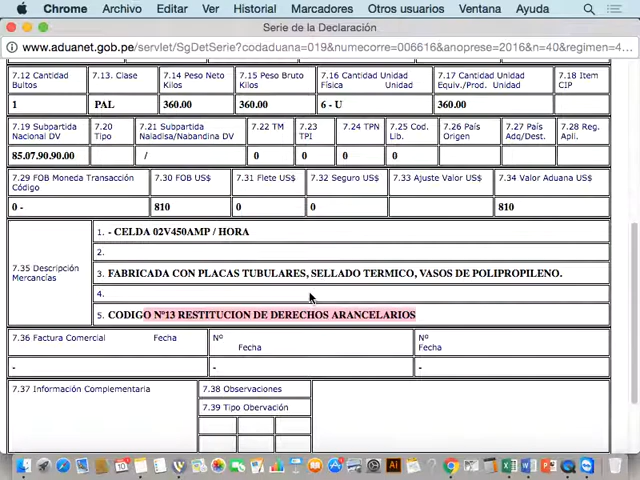 Chrome Archivo Editar Ver Historial Marcadores Otros usuarios Ventana Ayuda
Serie de la Declaración
www.aduanet.gob.pe/servlet/SgDetSerie?codaduana=019&numecorre=006616&anoprese=2016&n=40&regimen=4...
7.12 Cantidad Bultos 7.13. Clase 7.14 Peso Neto Kilos 7.15 Peso Bruto Kilos 7.16 Cantidad Unidad Física Unidad 7.17 Cantidad Unidad Equiv./Prod. Unidad 7.18 Item CIP
1 PAL 360.00 360.00 6 - U 360.00
7.19 Subpartida Nacional DV 7.20 Tipo 7.21 Subpartida Naladisa/Nabandina DV 7.22 TM 7.23 TPI 7.24 TPN 7.25 Cod. Lib. 7.26 País Origen 7.27 País Adq/Dest. 7.28 Reg. Apli.
85.07.90.90.00 / 0 0 0 0
7.29 FOB Moneda Transacción Código 7.30 FOB US$ 7.31 Flete US$ 7.32 Seguro US$ 7.33 Ajuste Valor US$ 7.34 Valor Aduana US$
0 - 810 0 0 810
7.35 Descripción Mercancías
1. - CELDA 02V450AMP / HORA
2.
3. FABRICADA CON PLACAS TUBULARES, SELLADO TERMICO, VASOS DE POLIPROPILENO.
4.
5. CODIGO Nº13 RESTITUCION DE DERECHOS ARANCELARIOS
7.36 Factura Comercial Fecha Nº Fecha Nº Fecha
- - -
7.37 Información Complementaria 7.38 Observaciones
7.39 Tipo Obervación